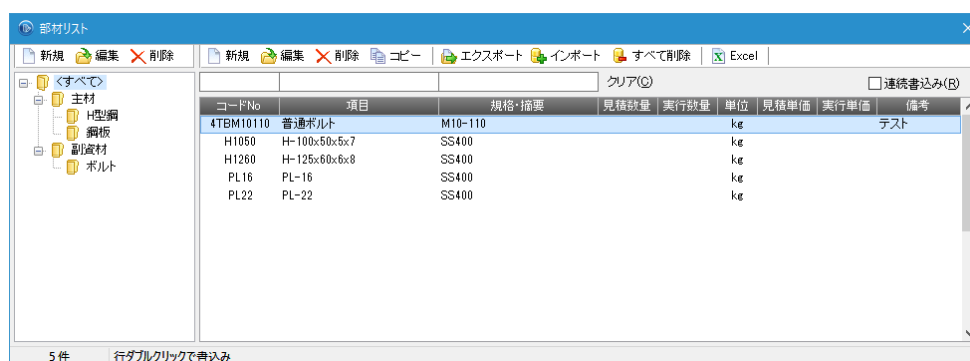 部材リスト
新規 編集 削除 新規 編集 削除 コピー エクスポート インポート すべて削除 Excel
<すべて>
主材
H型鋼
鋼板
副資材
ボルト
クリア(C) 連続書込み(R)
コードNo 項目 規格・摘要 見積数量 実行数量 単位 見積単価 実行単価 備考
4TBM10110 普通ボルト M10-110 kg テスト
H1050 H-100x50x5x7 SS400 kg
H1260 H-125x60x6x8 SS400 kg
PL16 PL-16 SS400 kg
PL22 PL-22 SS400 kg
5件 行ダブルクリックで書込み